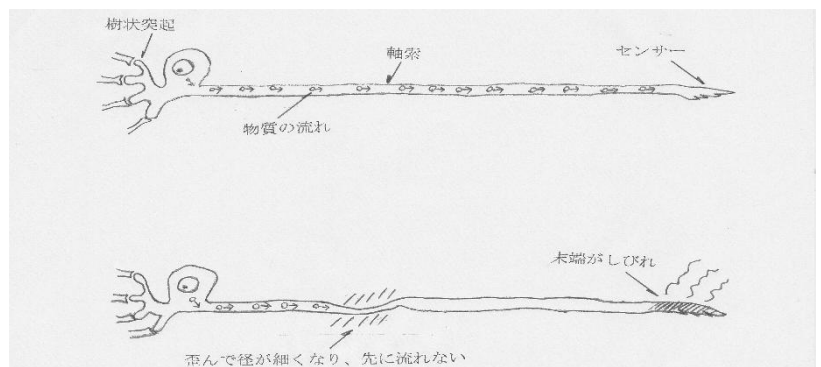 樹状突起
軸索
センサー
物質の流れ
末端がしびれ
歪んで径が細くなり、先に流れない